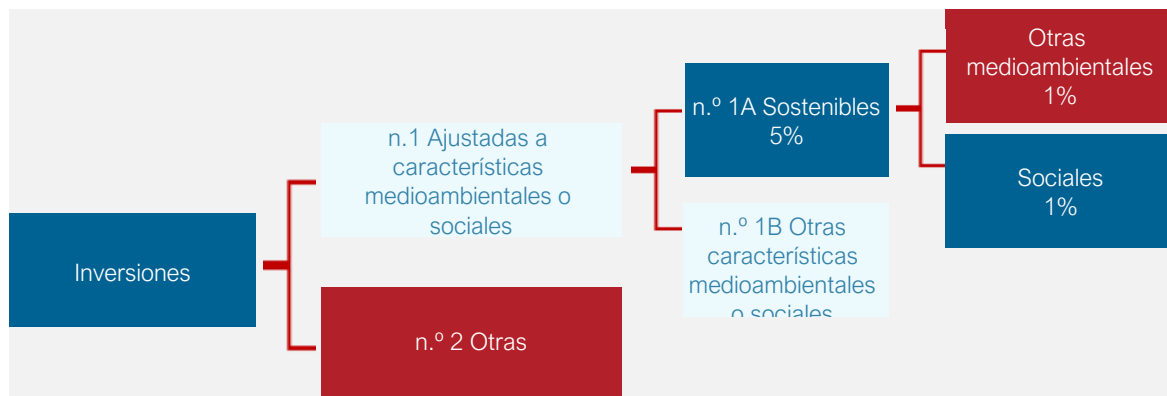 Inversiones
n.1 Ajustadas a
características
medioambientales o
sociales
n.º 2 Otras
n.º 1A Sostenibles
5%
n.º 1B Otras
características
medioambientales
o sociales
Otras
medioambientales
1%
Sociales
1%